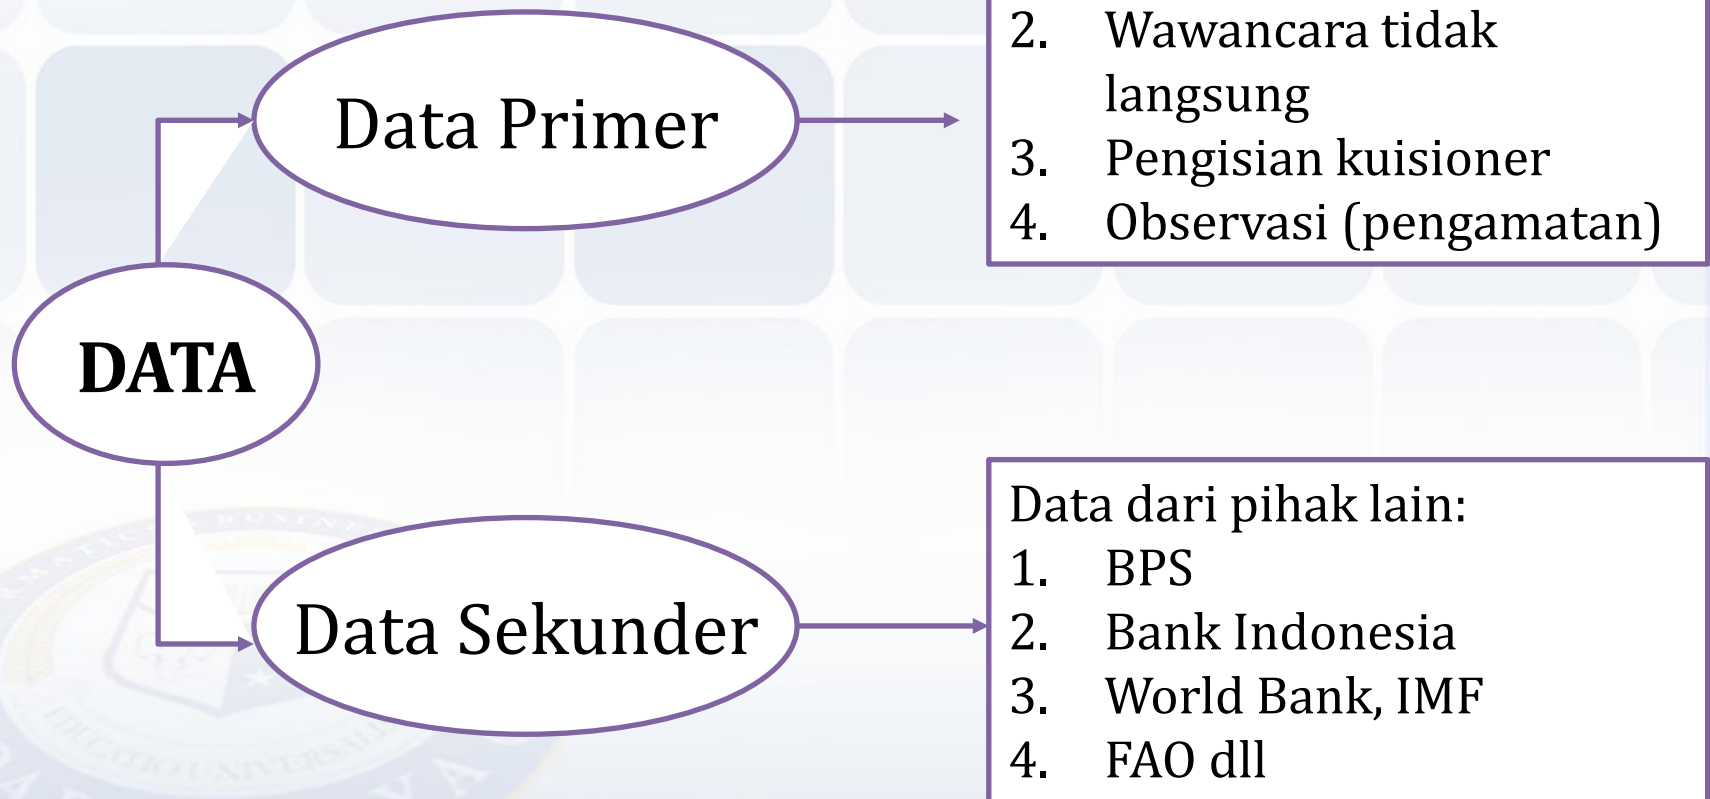 2. Wawancara tidak
langsung
3. Pengisian kuisioner
4. Observasi (pengamatan)
Data Primer
DATA
Data Sekunder
Data dari pihak lain:
1. BPS
2. Bank Indonesia
3. World Bank, IMF
4. FAO dll